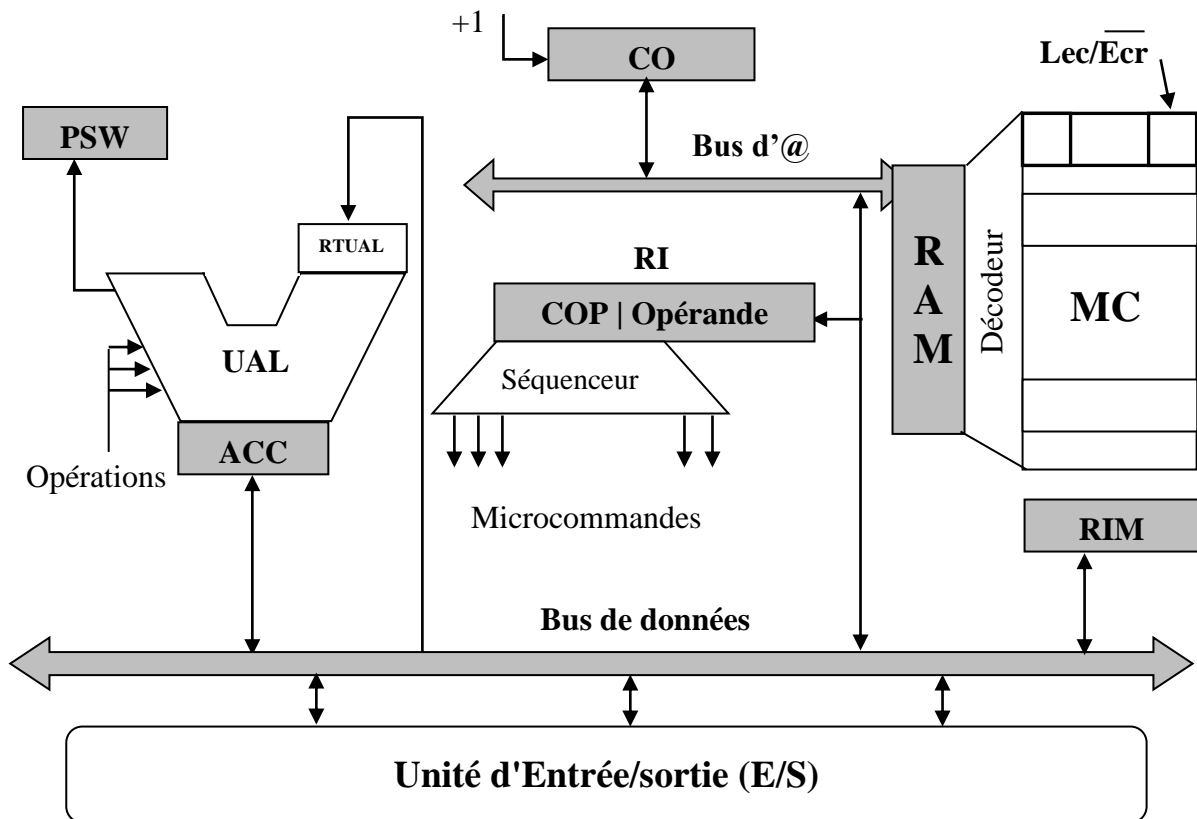 +1
CO
Lec/Ecr
PSW
Bus d’@
RTUAL
RI
COP | Opérande
RAM
Décodeur
MC
UAL
Séquenceur
ACC
Opérations
Microcommandes
RIM
Bus de données
Unité d'Entrée/sortie (E/S)